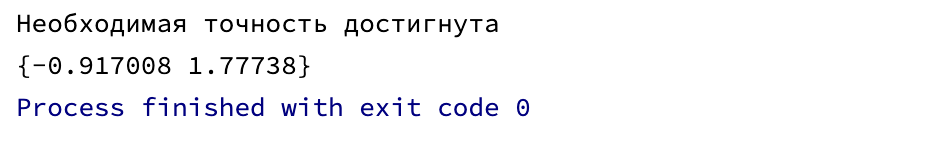 Необходимая точность достигнута
{-0.917008 1.77738}
Process finished with exit code 0